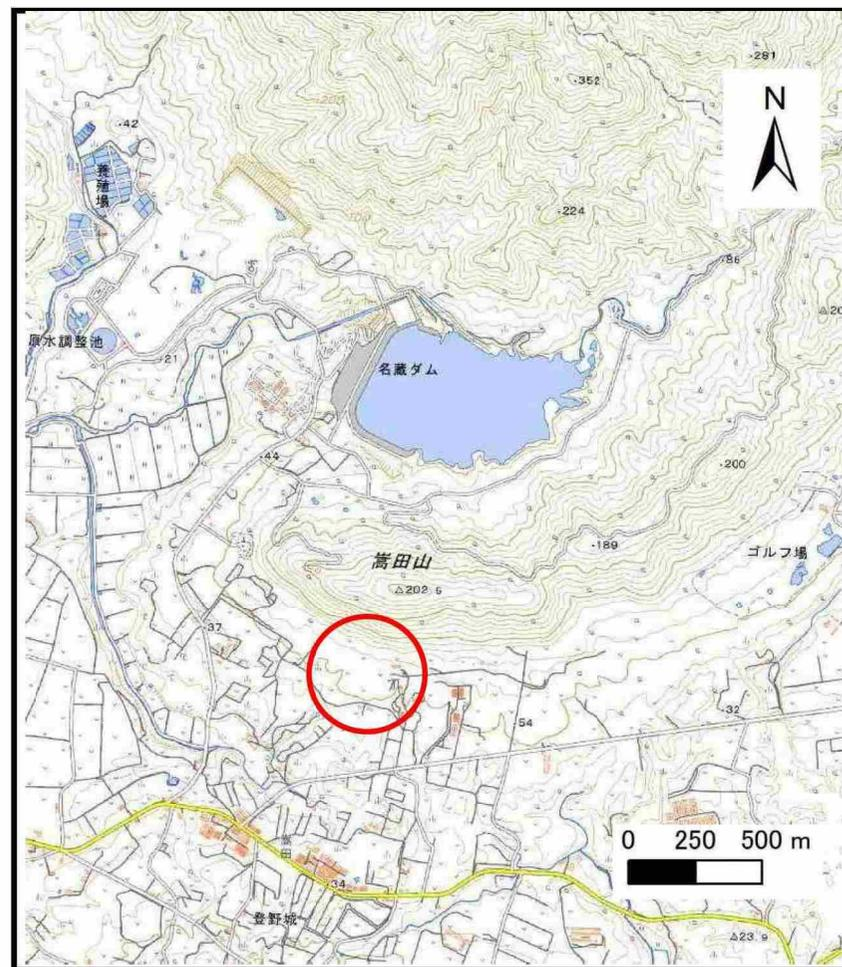 ・281
・352
200
N
・42
養殖場
・224
100
・86
原水調整池
・21
名蔵ダム
・44
・200
・189
ゴルフ場
嵩田山
△202.5
・37
・32
・54
0 250 500 m
嵩田
・34
登野城
△23.9